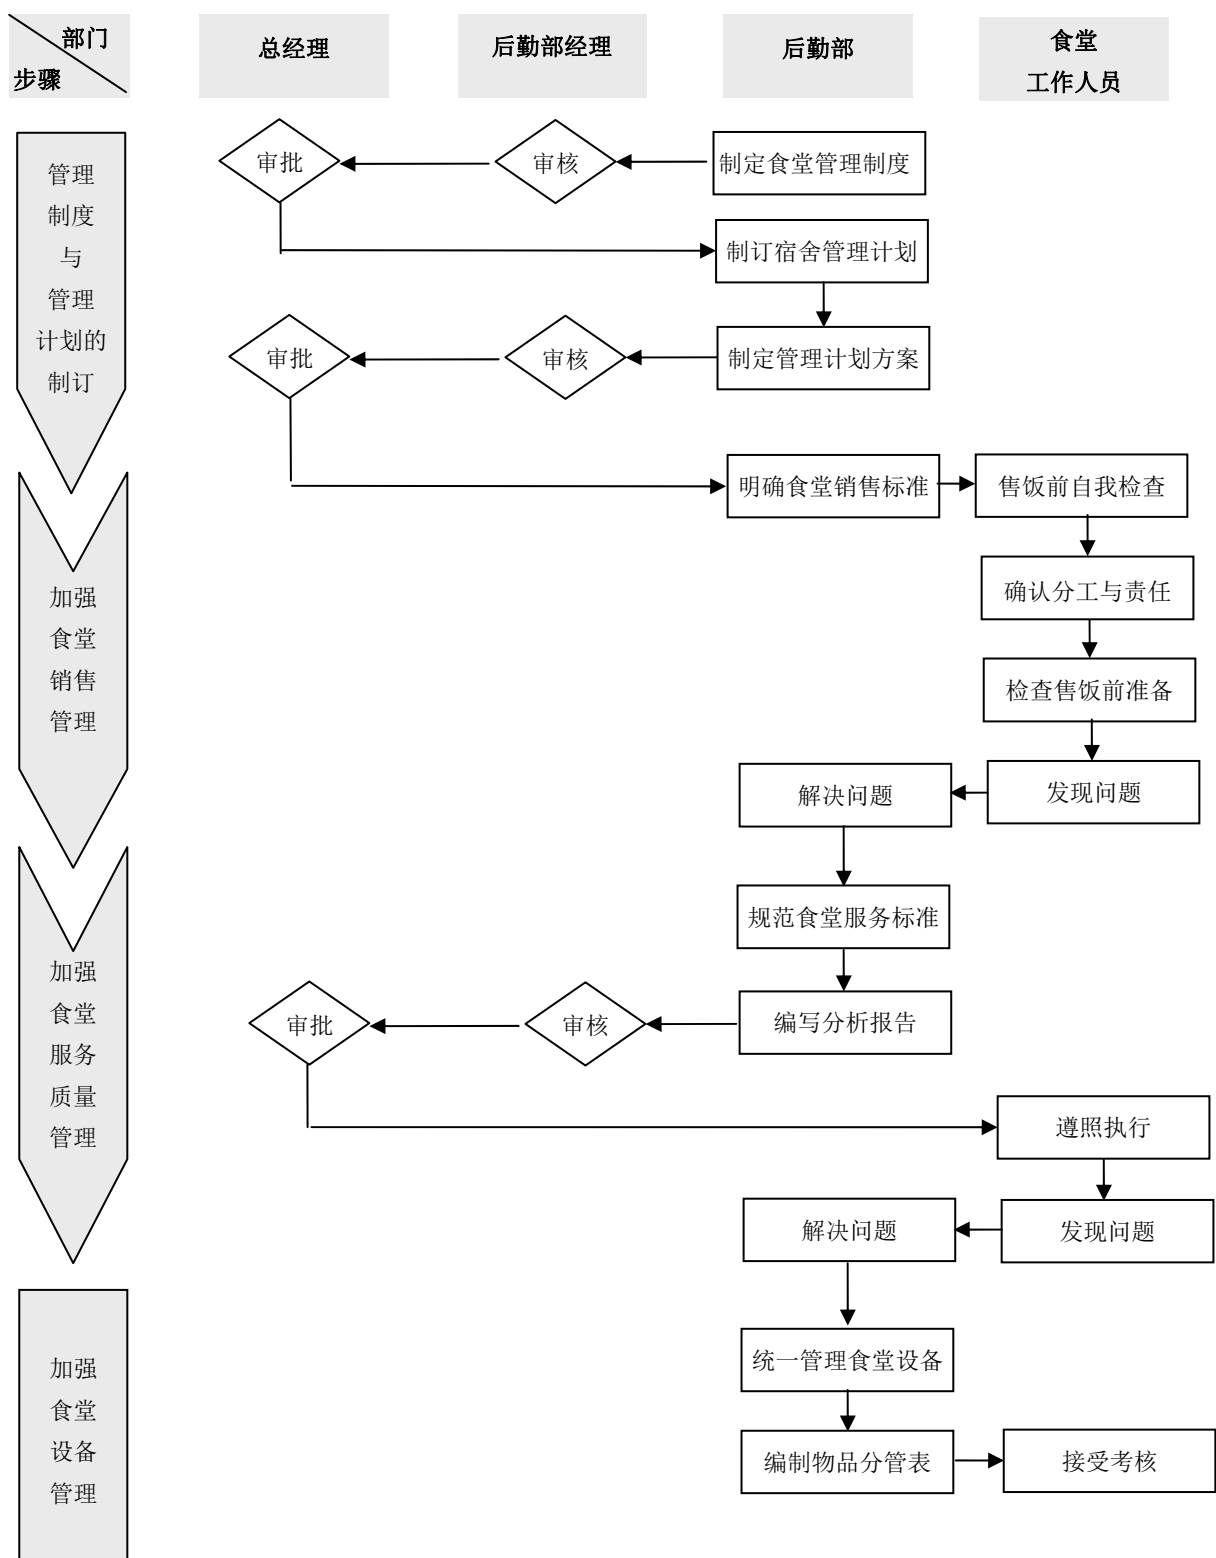 部门
步骤
总经理
后勤部经理
后勤部
食堂
工作人员
管理
制度
与
管理
计划的
制订
审批
审核
制定食堂管理制度
制订宿舍管理计划
审批
审核
制定管理计划方案
明确食堂销售标准
售饭前自我检查
加强
食堂
销售
管理
确认分工与责任
检查售饭前准备
解决问题
发现问题
规范食堂服务标准
加强
食堂
服务
质量
管理
审批
审核
编写分析报告
遵照执行
解决问题
发现问题
加强
食堂
设备
管理
统一管理食堂设备
编制物品分管表
接受考核